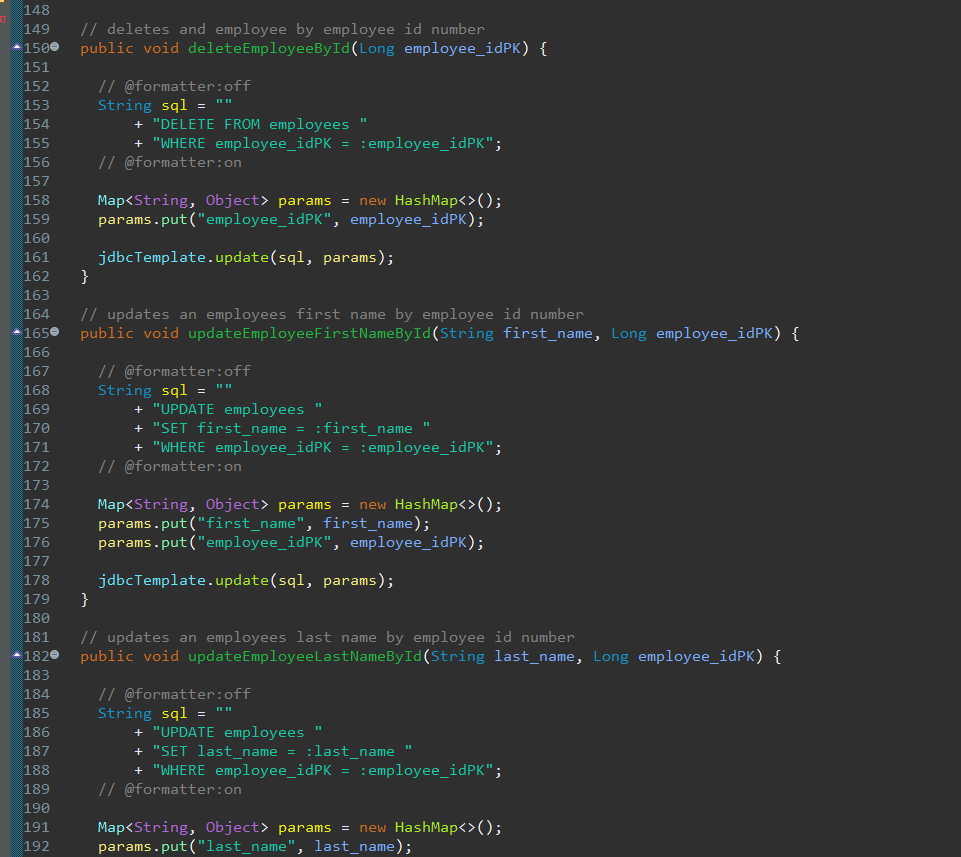 148
149 // deletes and employee by employee id number
150 public void deleteEmployeeById(Long employee_idPK) {
151
152 // @formatter:off
153 String sql = ""
154 + "DELETE FROM employees "
155 + "WHERE employee_idPK = :employee_idPK";
156 // @formatter:on
157
158 Map<String, Object> params = new HashMap<>();
159 params.put("employee_idPK", employee_idPK);
160
161 jdbcTemplate.update(sql, params);
162 }
163
164 // updates an employees first name by employee id number
165 public void updateEmployeeFirstNameById(String first_name, Long employee_idPK) {
166
167 // @formatter:off
168 String sql = ""
169 + "UPDATE employees "
170 + "SET first_name = :first_name "
171 + "WHERE employee_idPK = :employee_idPK";
172 // @formatter:on
173
174 Map<String, Object> params = new HashMap<>();
175 params.put("first_name", first_name);
176 params.put("employee_idPK", employee_idPK);
177
178 jdbcTemplate.update(sql, params);
179 }
180
181 // updates an employees last name by employee id number
182 public void updateEmployeeLastNameById(String last_name, Long employee_idPK) {
183
184 // @formatter:off
185 String sql = ""
186 + "UPDATE employees "
187 + "SET last_name = :last_name "
188 + "WHERE employee_idPK = :employee_idPK";
189 // @formatter:on
190
191 Map<String, Object> params = new HashMap<>();
192 params.put("last_name", last_name);